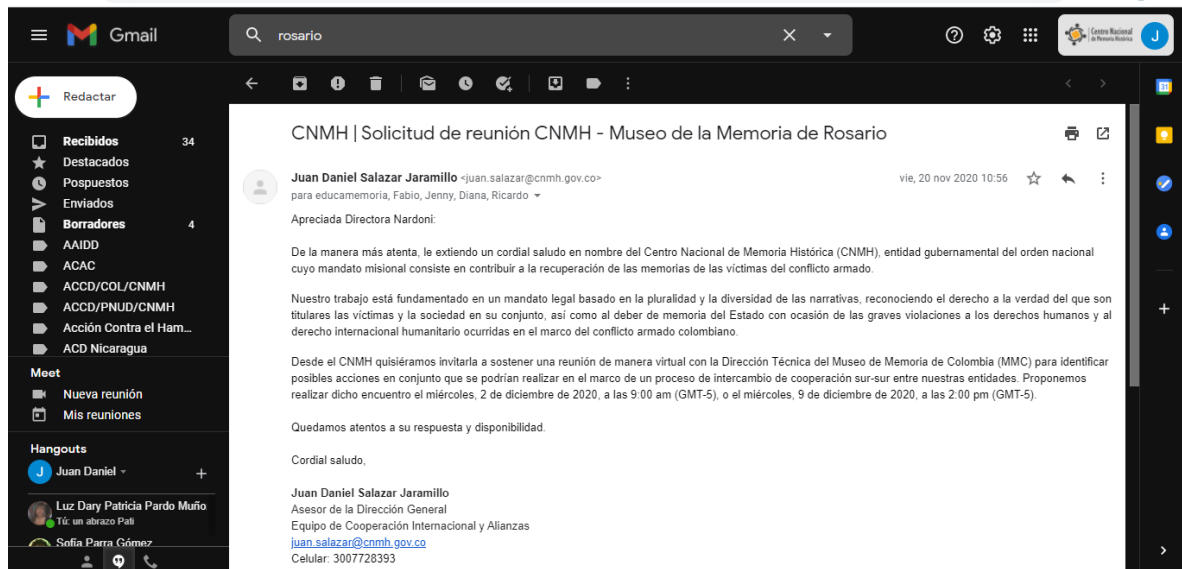 Gmail
rosario
Centro Nacional
de Memoria Histórica
J
Redactar
Recibidos 34
Destacados
Pospuestos
Enviados
Borradores 4
AAIDD
ACAC
ACCD/COL/CNMH
ACCD/PNUD/CNMH
Acción Contra el Ham...
ACD Nicaragua
Meet
Nueva reunión
Mis reuniones
Hangouts
J Juan Daniel
Luz Dary Patricia Pardo Muño
Tú: un abrazo Pati
Sofía Parra Gómez
CNMH | Solicitud de reunión CNMH - Museo de la Memoria de Rosario
Juan Daniel Salazar Jaramillo <juan.salazar@cnmh.gov.co> vie, 20 nov 2020 10:56
para educamemoria, Fabio, Jenny, Diana, Ricardo
Apreciada Directora Nardoni:
De la manera más atenta, le extiendo un cordial saludo en nombre del Centro Nacional de Memoria Histórica (CNMH), entidad gubernamental del orden nacional
cuyo mandato misional consiste en contribuir a la recuperación de las memorias de las víctimas del conflicto armado.
Nuestro trabajo está fundamentado en un mandato legal basado en la pluralidad y la diversidad de las narrativas, reconociendo el derecho a la verdad del que son
titulares las víctimas y la sociedad en su conjunto, así como al deber de memoria del Estado con ocasión de las graves violaciones a los derechos humanos y al
derecho internacional humanitario ocurridas en el marco del conflicto armado colombiano.
Desde el CNMH quisiéramos invitarla a sostener una reunión de manera virtual con la Dirección Técnica del Museo de Memoria de Colombia (MMC) para identificar
posibles acciones en conjunto que se podrían realizar en el marco de un proceso de intercambio de cooperación sur-sur entre nuestras entidades. Proponemos
realizar dicho encuentro el miércoles, 2 de diciembre de 2020, a las 9:00 am (GMT-5), o el miércoles, 9 de diciembre de 2020, a las 2:00 pm (GMT-5).
Quedamos atentos a su respuesta y disponibilidad.
Cordial saludo,
Juan Daniel Salazar Jaramillo
Asesor de la Dirección General
Equipo de Cooperación Internacional y Alianzas
juan.salazar@cnmh.gov.co
Celular: 3007728393
31